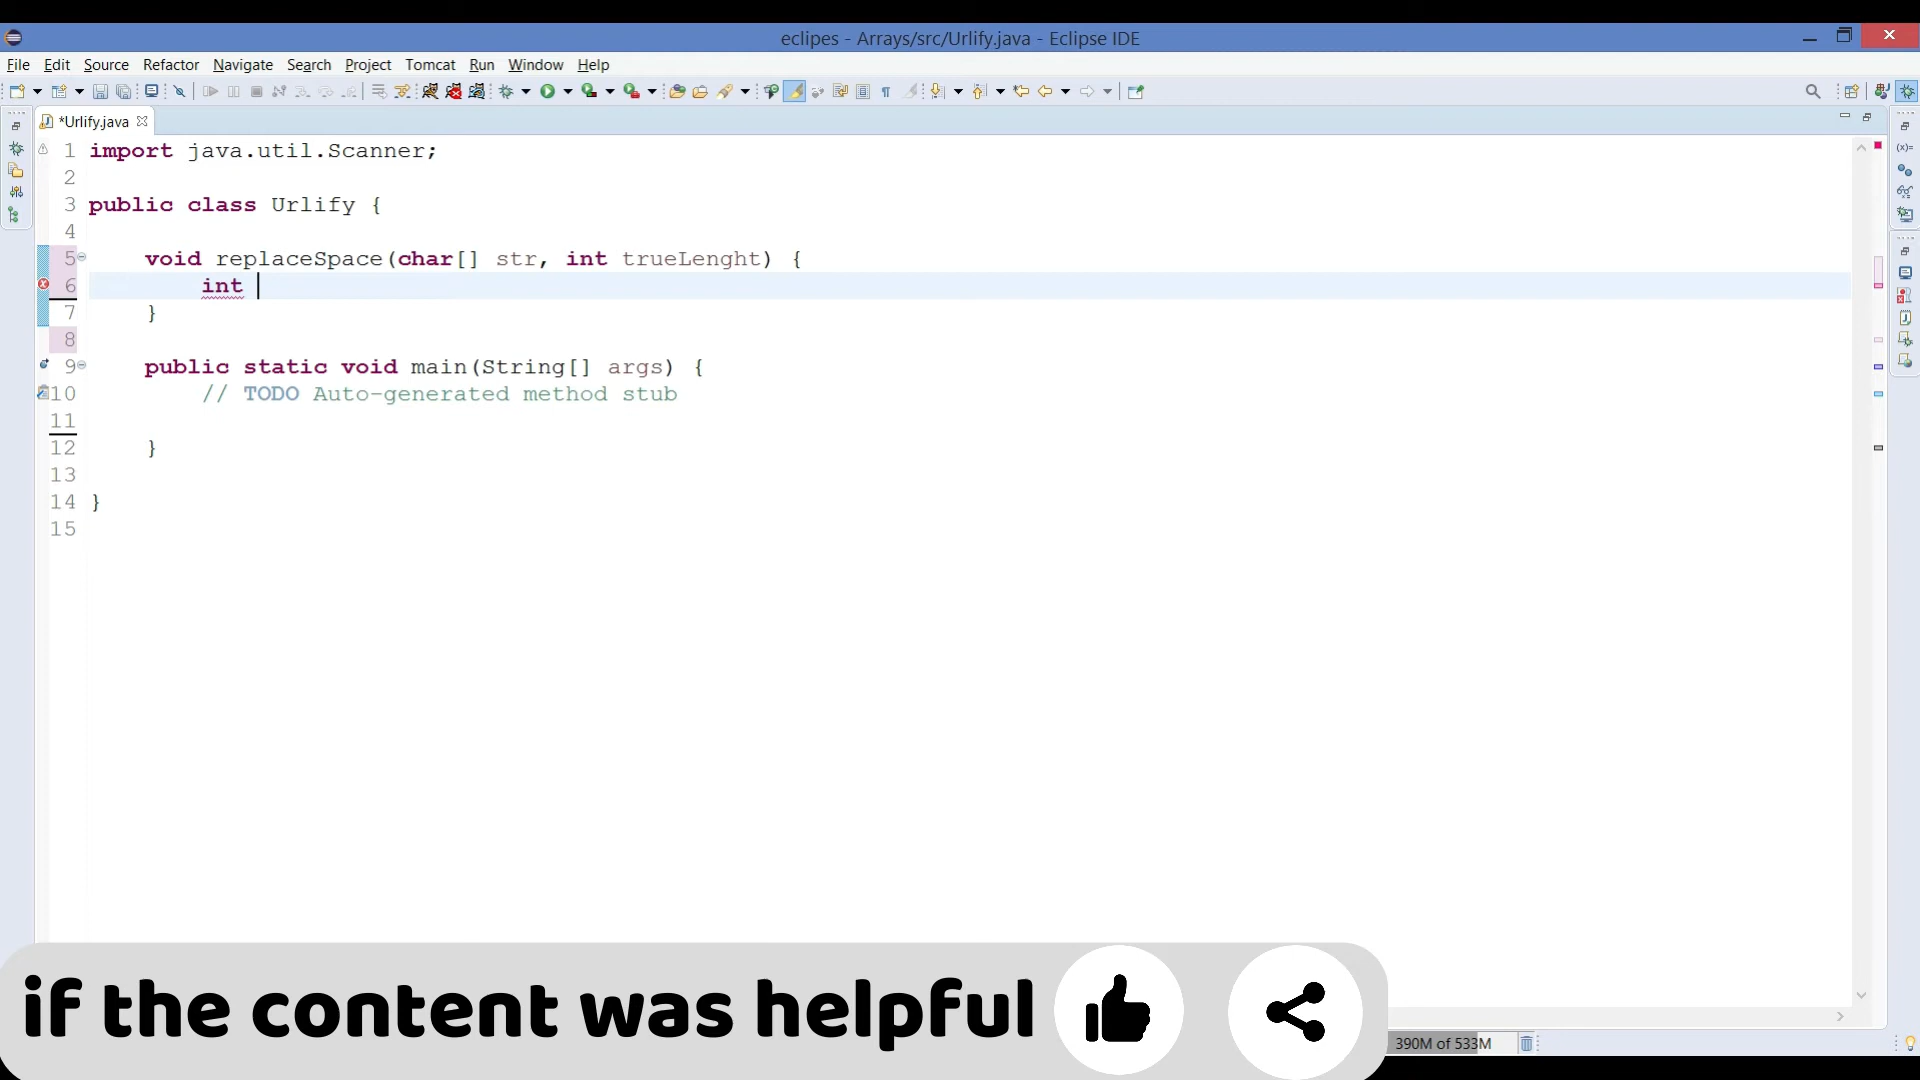 eclipes - Arrays/src/Urlify.java - Eclipse IDE
File Edit Source Refactor Navigate Search Project Tomcat Run Window Help
*Urlify.java
1 import java.util.Scanner;
2
3 public class Urlify {
4
5 void replaceSpace(char[] str, int trueLenght) {
6 int
7 }
8
9 public static void main(String[] args) {
10 // TODO Auto-generated method stub
11
12 }
13
14 }
15
if the content was helpful
390M of 533M